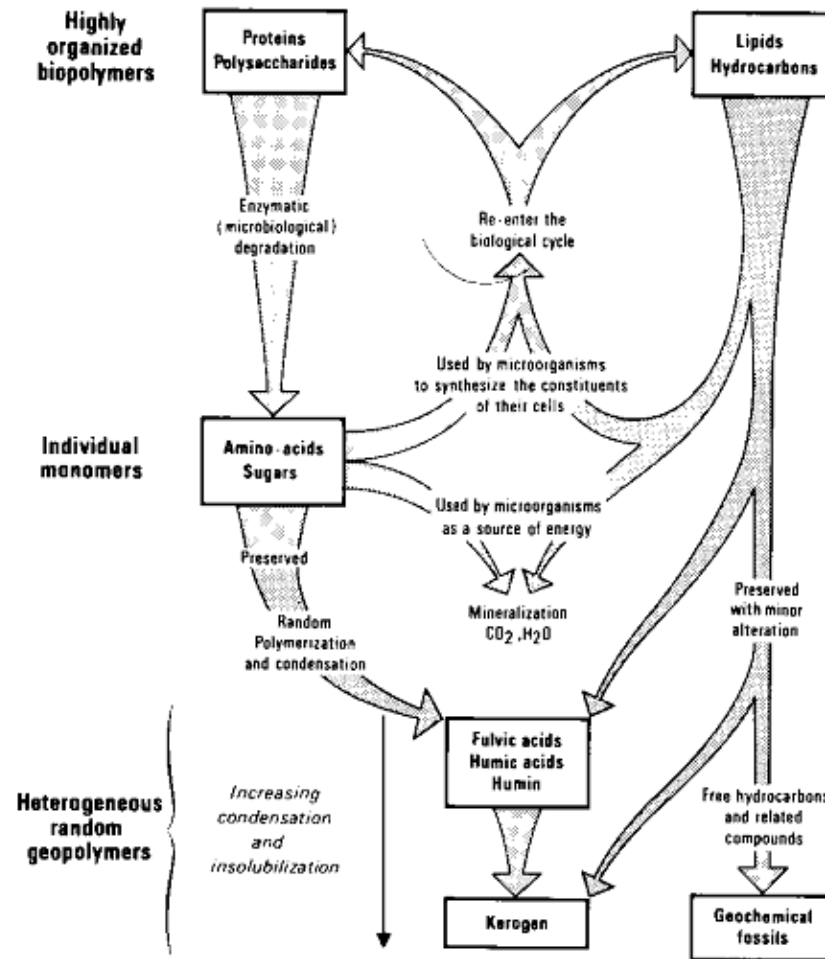 Highly
organized
biopolymers
Proteins
Polysaccharides
Lipids
Hydrocarbons
Enzymatic
(microbiological)
degradation
Re-enter the
biological cycle
Used by microorganisms
to synthesize the constituents
of their cells
Individual
monomers
Amino-acids
Sugars
Used by microorganisms
as a source of energy
Preserved
Mineralization
CO2,H2O
Preserved
with minor
alteration
Random
Polymerization
and condensation
Fulvic acids
Humic acids
Humin
Heterogeneous
random
geopolymers
Increasing
condensation
and
insolubilization
Free hydrocarbons
and related
compounds
Kerogen
Geochemical
fossils